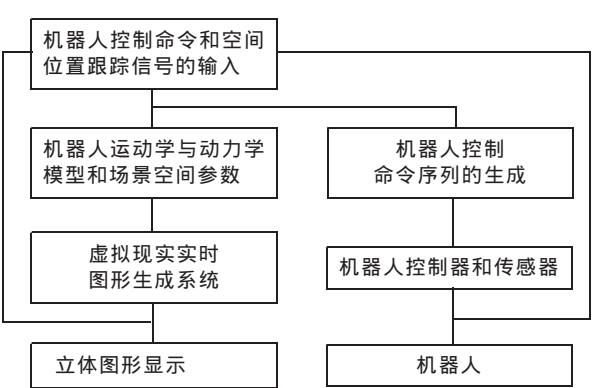 机器人控制命令和空间
位置跟踪信号的输入
机器人运动学与动力学
模型和场景空间参数
机器人控制
命令序列的生成
虚拟现实实时
图形生成系统
机器人控制器和传感器
立体图形显示
机器人